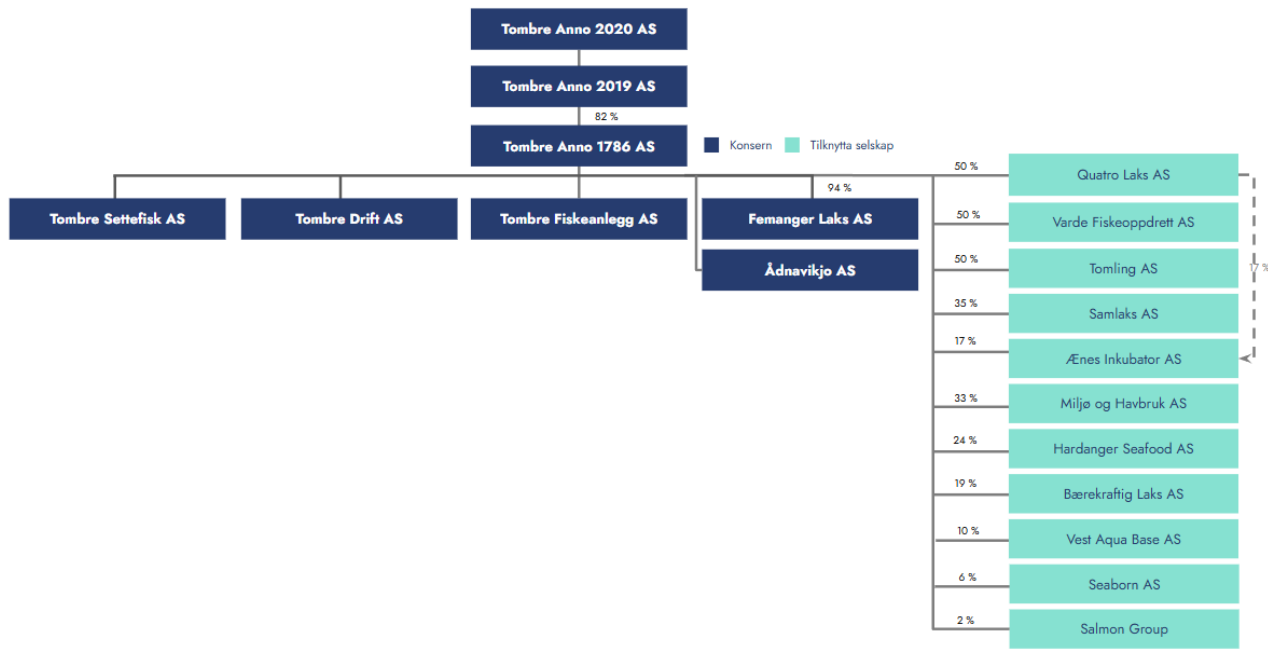 Tombre Anno 2020 AS
Tombre Anno 2019 AS
82 %
Tombre Anno 1786 AS
Konsern
Tilknytta selskap
94 %
Tombre Settefisk AS
Tombre Drift AS
Tombre Fiskeanlegg AS
Femanger Laks AS
Ådnavikjo AS
50 %
Quatro Laks AS
50 %
Varde Fiskeoppdrett AS
50 %
Tomling AS
17 %
35 %
Samlaks AS
17 %
Ænes Inkubator AS
33 %
Miljø og Havbruk AS
24 %
Hardanger Seafood AS
19 %
Bærekraftig Laks AS
10 %
Vest Aqua Base AS
6 %
Seaborn AS
2 %
Salmon Group